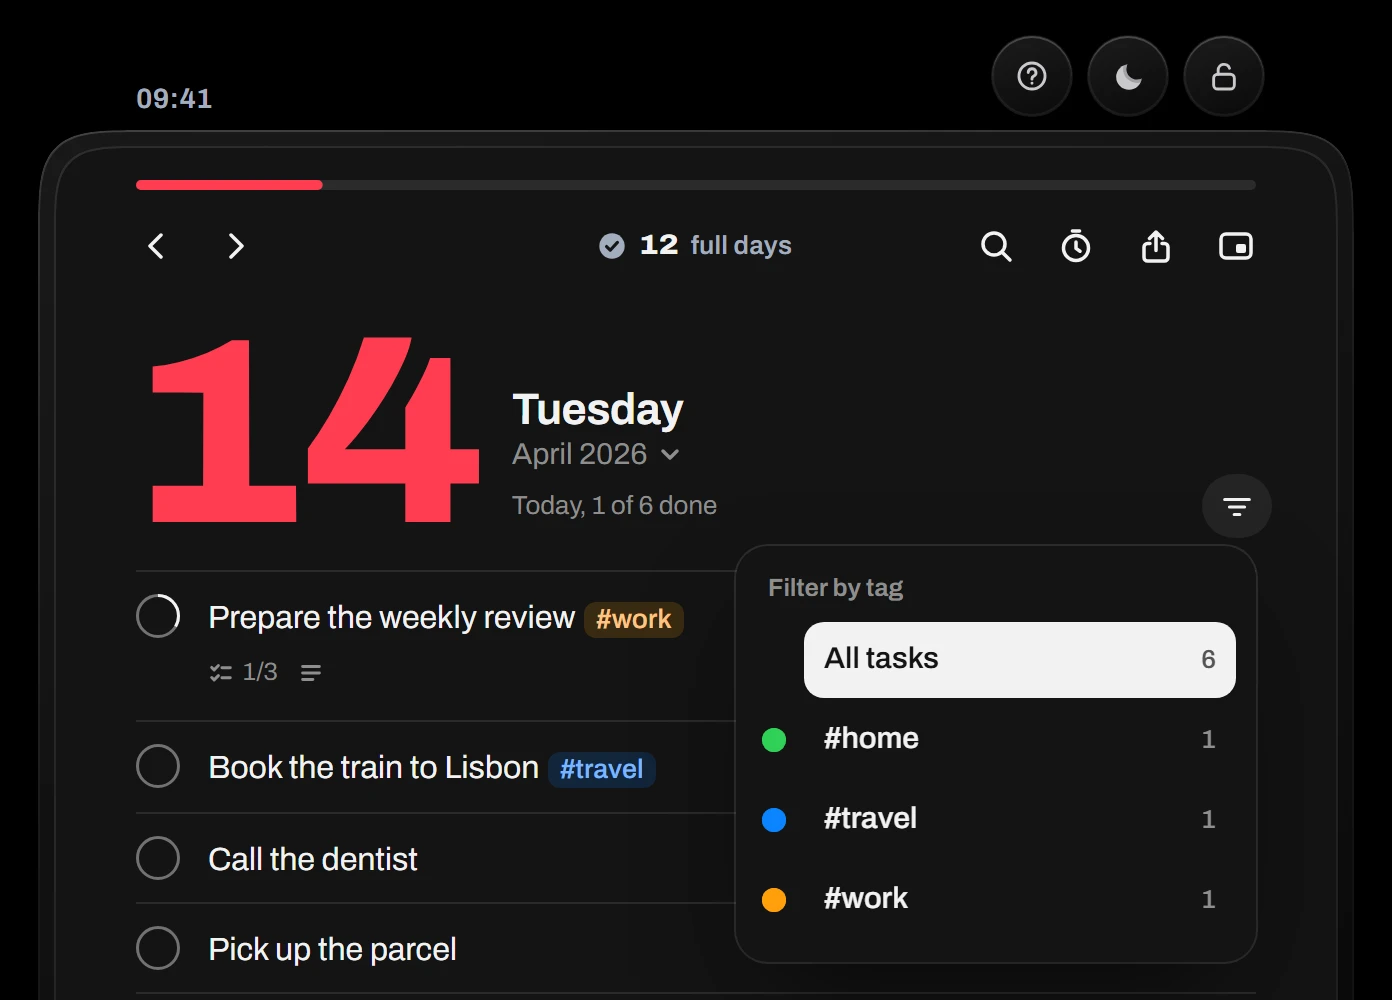 09:41
12 full days
14
Tuesday
April 2026
Today, 1 of 6 done
Filter by tag
All tasks 6
#home 1
#travel 1
#work 1
Prepare the weekly review #work
1/3
Book the train to Lisbon #travel
Call the dentist
Pick up the parcel